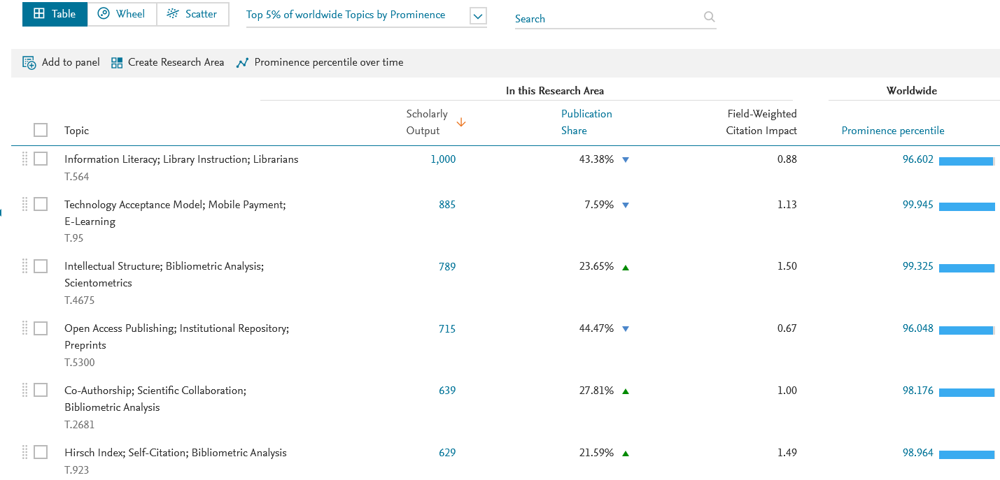 Table Wheel Scatter Top 5% of worldwide Topics by Prominence Search
Add to panel Create Research Area Prominence percentile over time
In this Research Area Worldwide
Scholarly Publication Field-Weighted
Topic Output Share Citation Impact Prominence percentile
Information Literacy; Library Instruction; Librarians 1,000 43.38% 0.88 96.602
T.564
Technology Acceptance Model; Mobile Payment; 885 7.59% 1.13 99.945
E-Learning
T.95
Intellectual Structure; Bibliometric Analysis; 789 23.65% 1.50 99.325
Scientometrics
T.4675
Open Access Publishing; Institutional Repository; 715 44.47% 0.67 96.048
Preprints
T.5300
Co-Authorship; Scientific Collaboration; 639 27.81% 1.00 98.176
Bibliometric Analysis
T.2681
Hirsch Index; Self-Citation; Bibliometric Analysis 629 21.59% 1.49 98.964
T.923